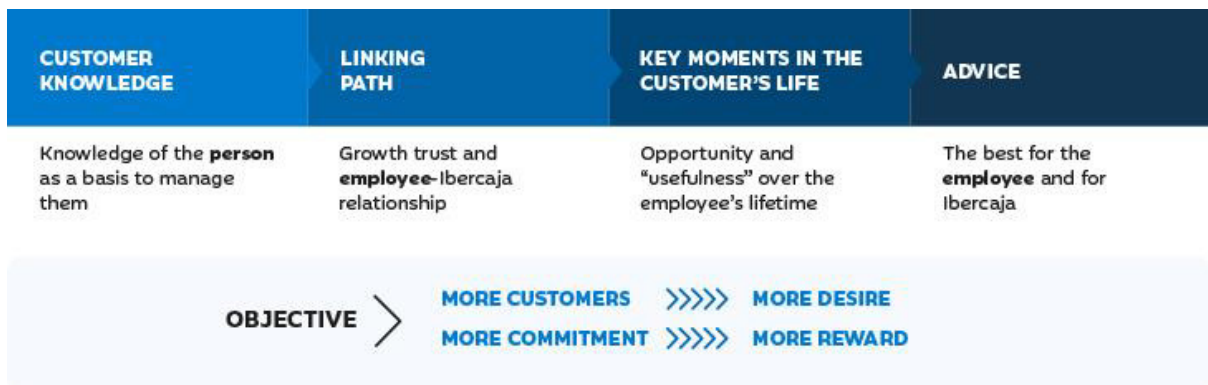 CUSTOMER
KNOWLEDGE
LINKING
PATH
KEY MOMENTS IN THE
CUSTOMER'S LIFE
ADVICE
Knowledge of the person
as a basis to manage
them
Growth trust and
employee-Ibercaja
relationship
Opportunity and
“usefulness” over the
employee's lifetime
The best for the
employee and for
Ibercaja
OBJECTIVE
MORE CUSTOMERS
MORE DESIRE
MORE COMMITMENT
MORE REWARD